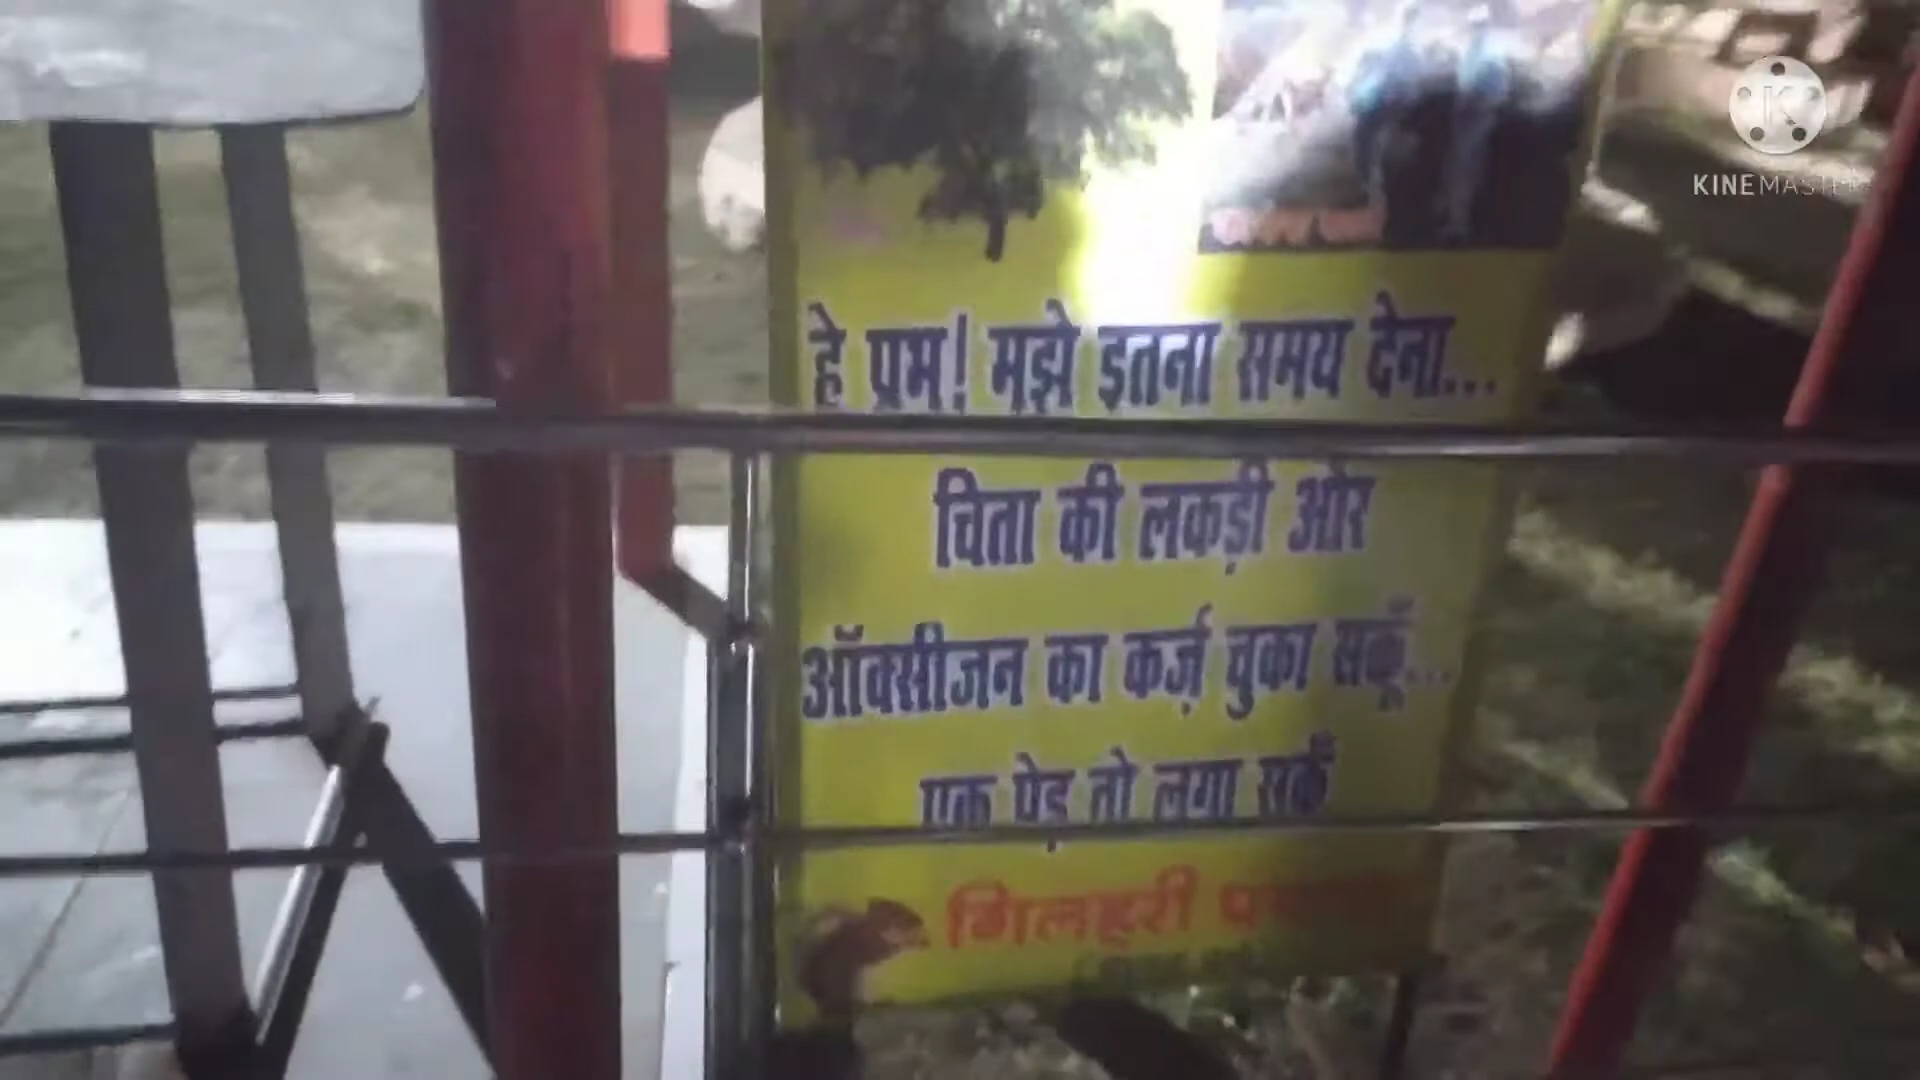 KINEMASTER
हे प्रभु! मुझे इतना समय देना...
चिता की लकड़ी और
ऑक्सीजन का कर्ज़ चुका सकूँ...
एक पेड़ तो लगा सकूँ
गिलहरी